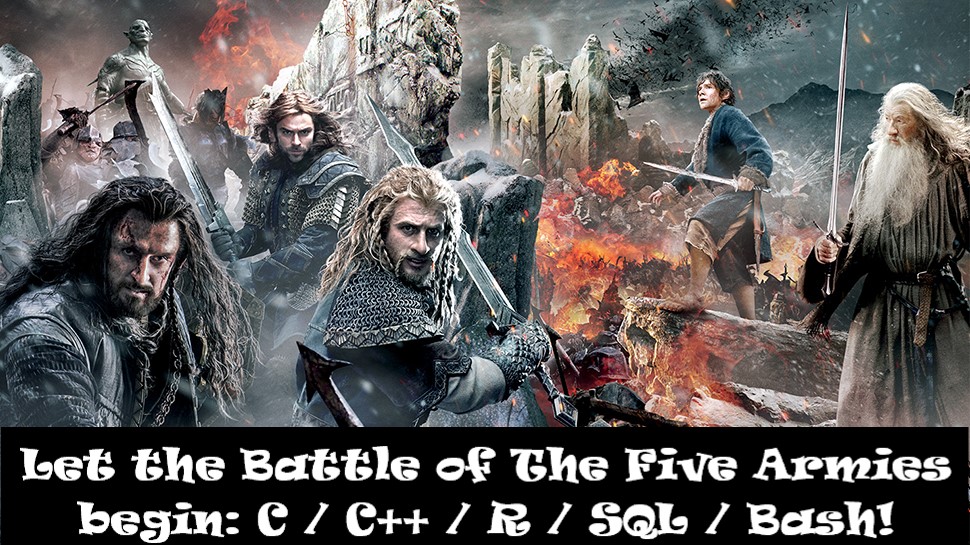 Let the Battle of The Five Armies
begin: C / C++ / R / SQL / Bash!